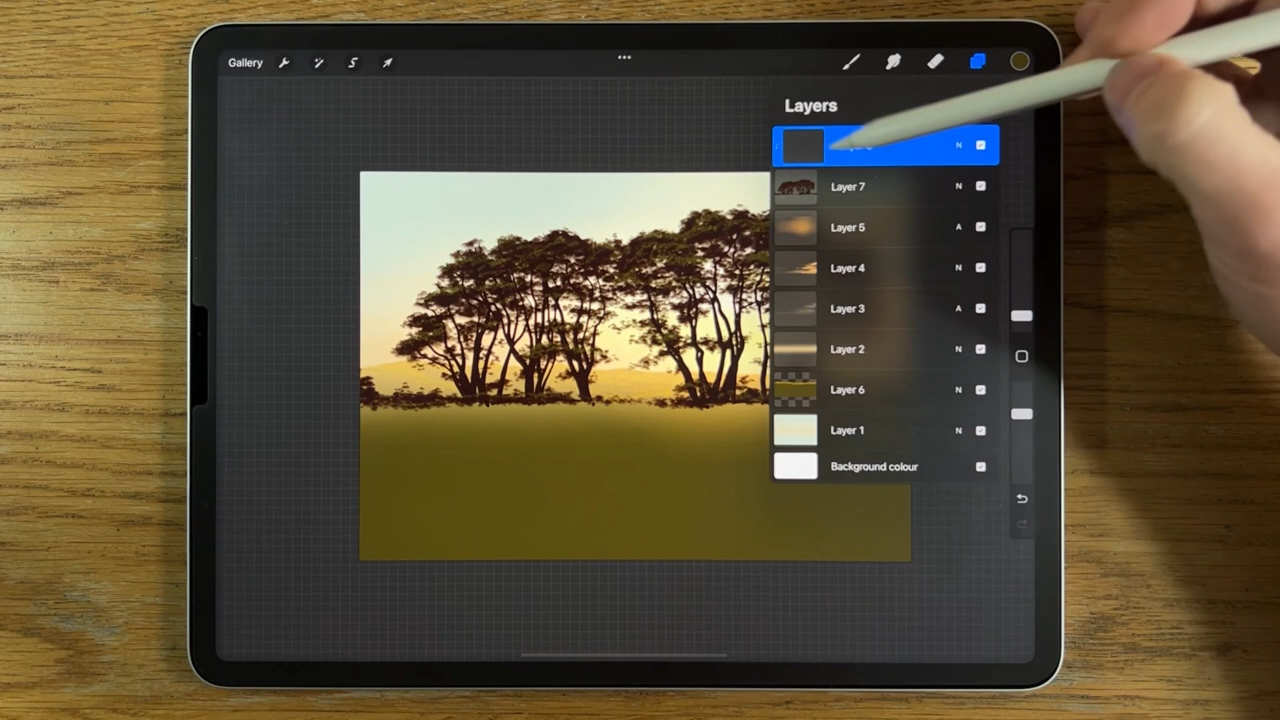 Gallery
Layers
N
Layer 7 N
Layer 5 A
Layer 4 N
Layer 3 A
Layer 2 N
Layer 6 N
Layer 1 N
Background colour